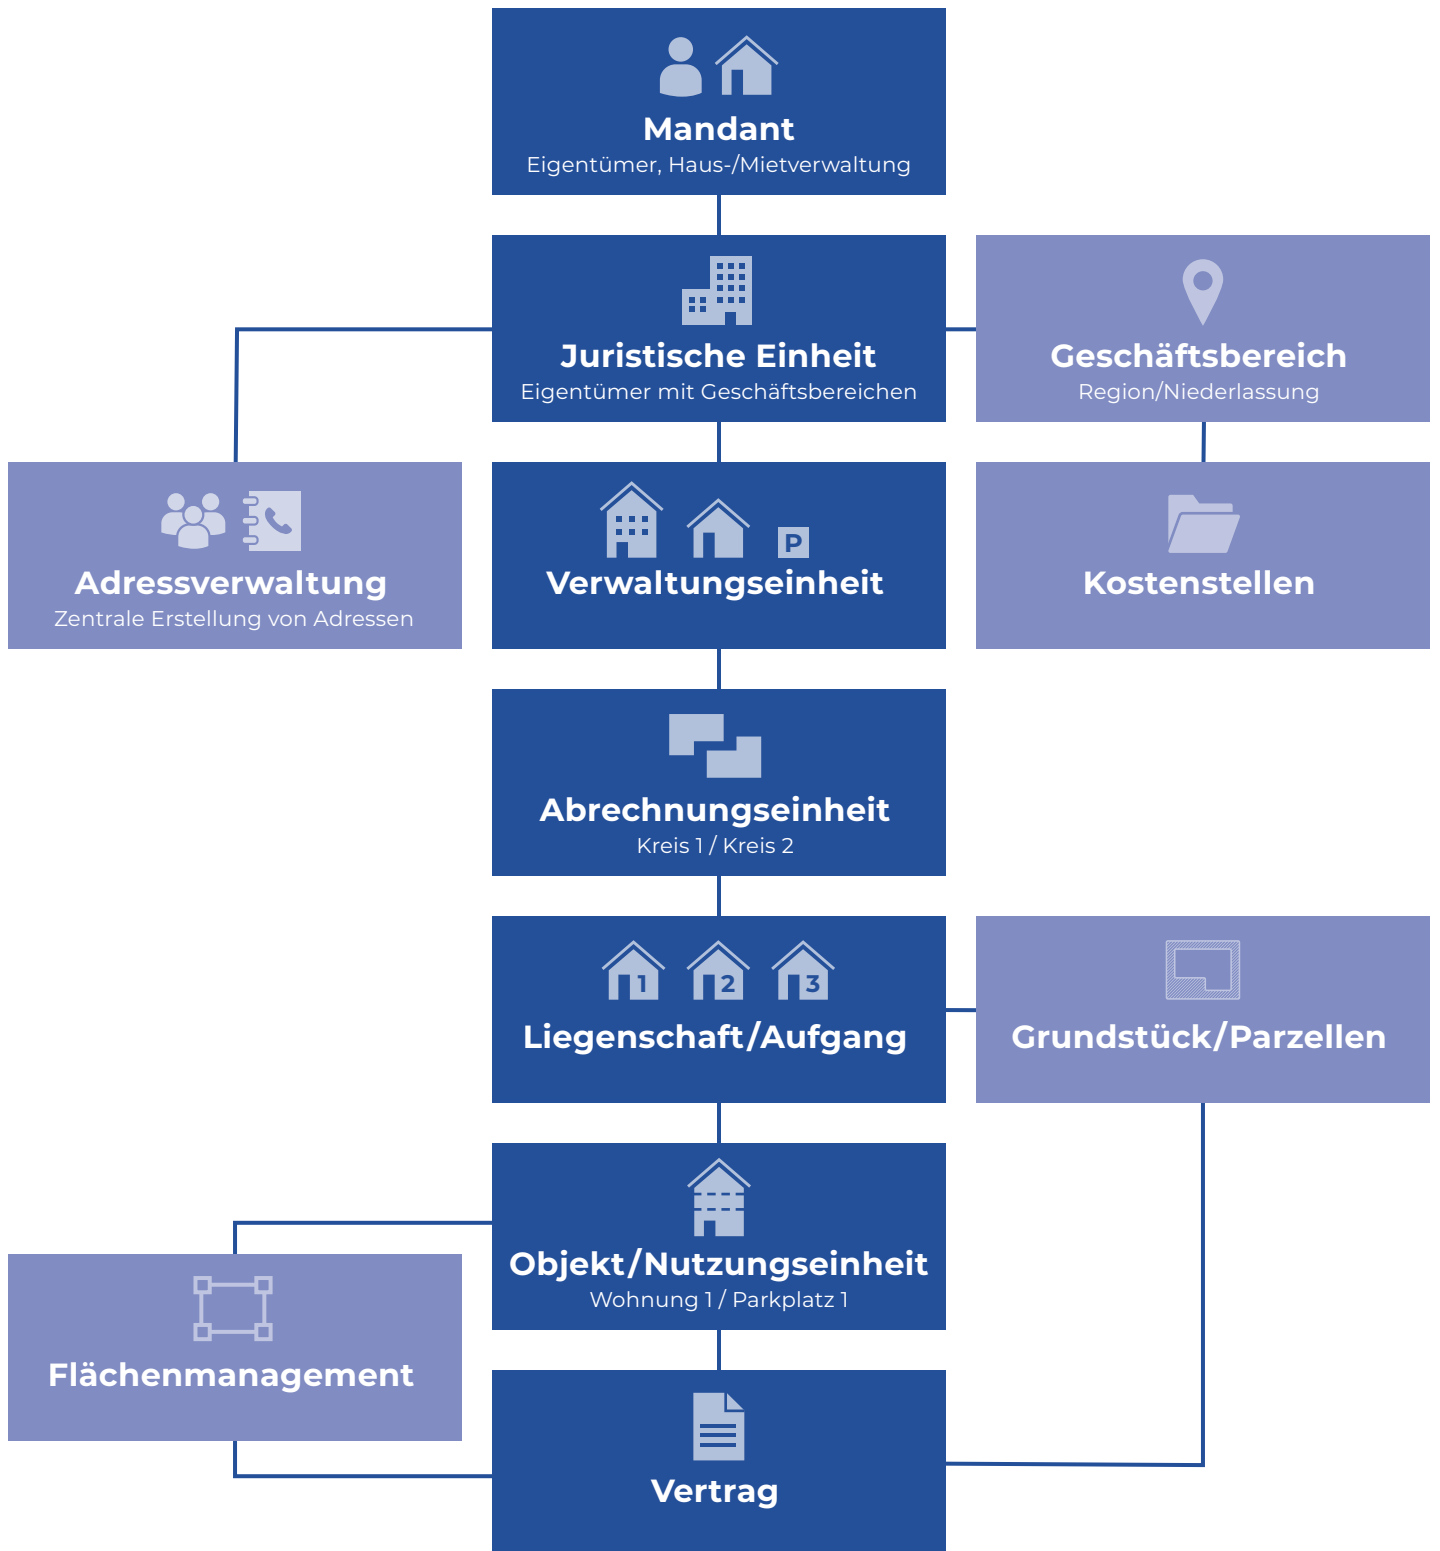 Mandant
Eigentümer, Haus-/Mietverwaltung
Juristische Einheit
Eigentümer mit Geschäftsbereichen
Geschäftsbereich
Region/Niederlassung
Adressverwaltung
Zentrale Erstellung von Adressen
P
Verwaltungseinheit
Kostenstellen
Abrechnungseinheit
Kreis 1 / Kreis 2
1 2 3
Liegenschaft/Aufgang
Grundstück/Parzellen
Objekt/Nutzungseinheit
Wohnung 1 / Parkplatz 1
Flächenmanagement
Vertrag